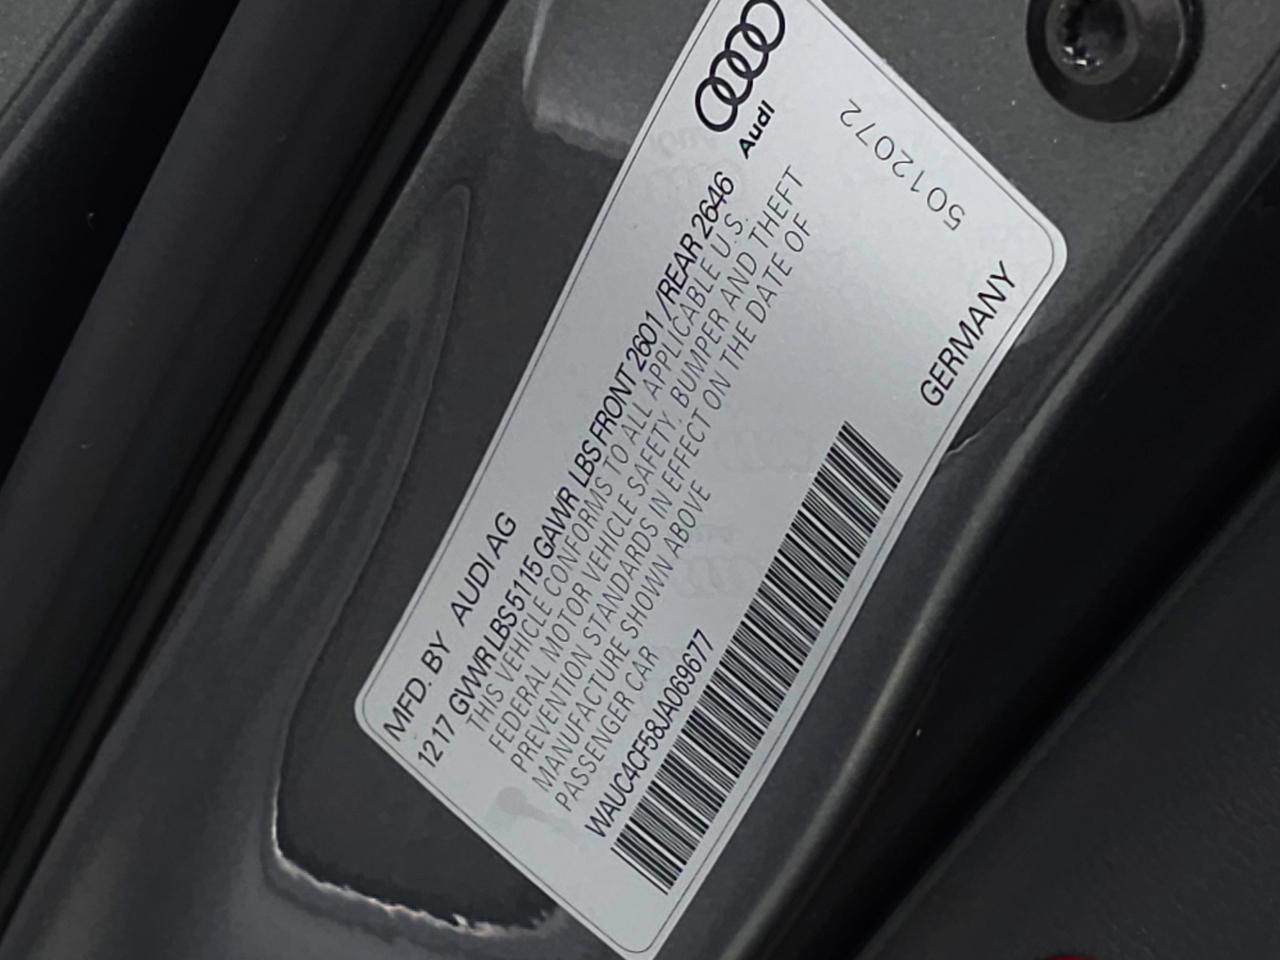 Audi
MFD. BY AUDI AG
1217 GVWR LBS 5115 GAWR LBS FRONT 2601 /REAR 2646
THIS VEHICLE CONFORMS TO ALL APPLICABLE U.S.
FEDERAL MOTOR VEHICLE SAFETY, BUMPER AND THEFT
PREVENTION STANDARDS IN EFFECT ON THE DATE OF
MANUFACTURE SHOWN ABOVE
PASSENGER CAR
WAUC4CF58JA069677
GERMANY
5012072